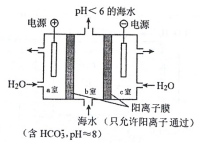 pH<6的海水
电源 ⊕
⊖ 电源
H₂O
a室
b室
c室
H₂O
阳离子膜
海水 (只允许阳离子通过)
(含 HCO₃⁻,pH≈8)